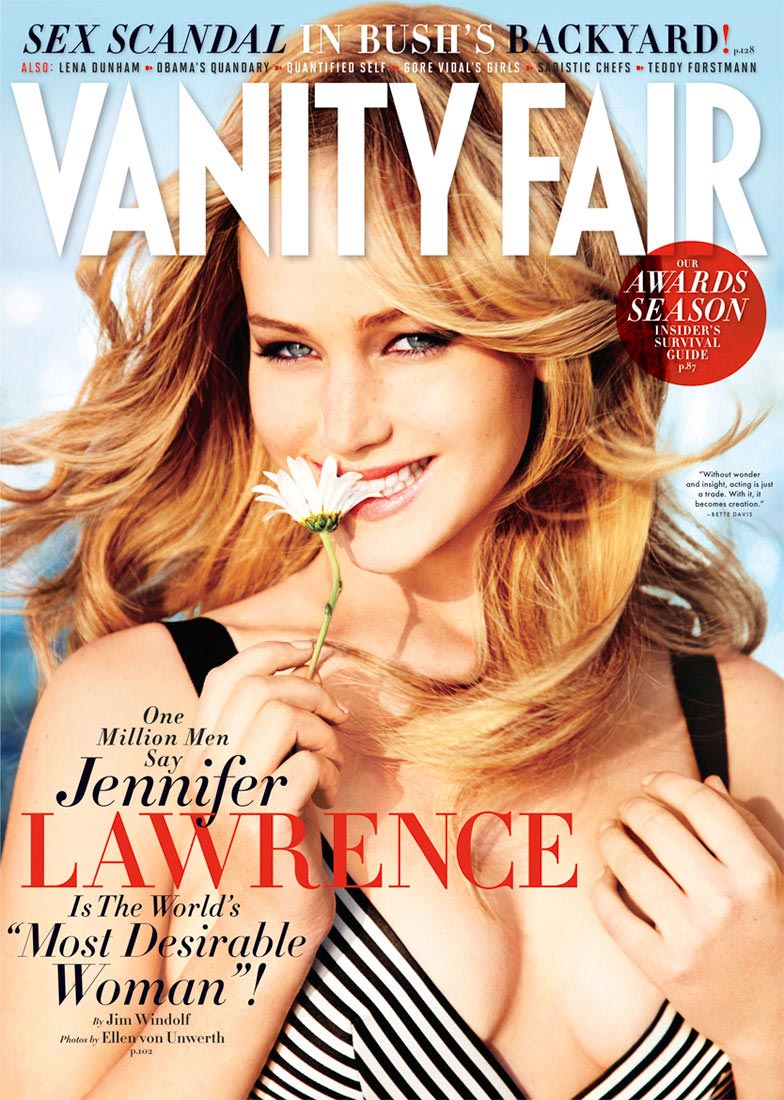 SEX SCANDAL IN BUSH'S BACKYARD! p.128
ALSO: LENA DUNHAM OBAMA'S QUANDARY QUANTIFIED SELF GORE VIDAL'S GIRLS SADISTIC CHEFS TEDDY FORSTMANN
VANITY FAIR
OUR
AWARDS
SEASON
INSIDER'S
SURVIVAL
GUIDE
p.87
"Without wonder
and insight, acting is just
a trade. With it, it
becomes creation."
–BETTE DAVIS
One
Million Men
Say
Jennifer
LAWRENCE
Is The World's
"Most Desirable
Woman"!
By Jim Windolf
Photos by Ellen von Unwerth
p.102